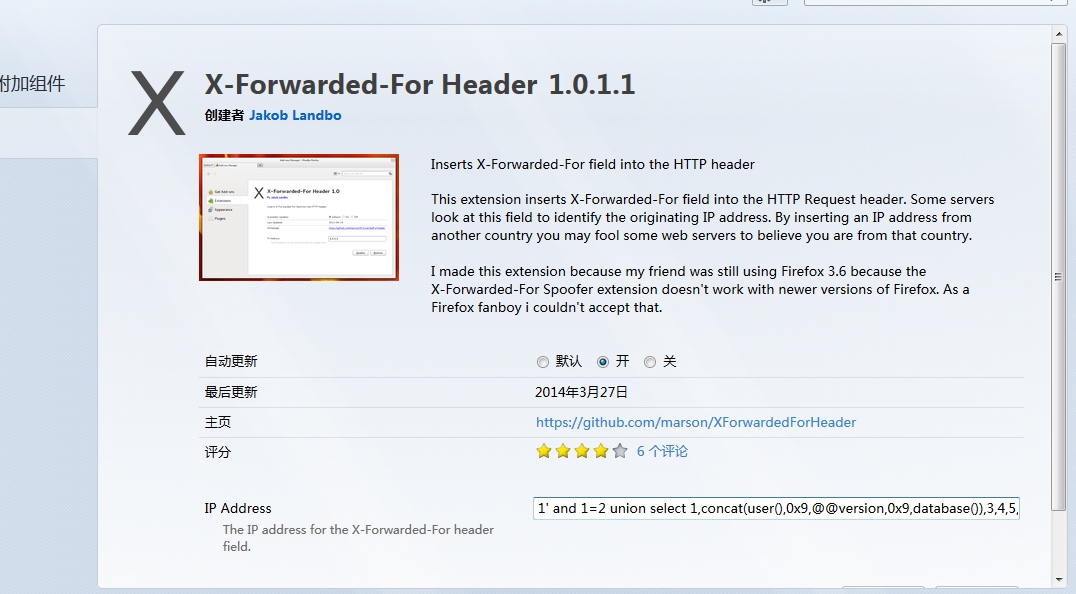 附加组件
X-Forwarded-For Header 1.0.1.1
创建者 Jakob Landbo
X-Forwarded-For Header 1.0
Inserts X-Forwarded-For field into the HTTP header
This extension inserts X-Forwarded-For field into the HTTP Request header. Some servers
look at this field to identify the originating IP address. By inserting an IP address from
another country you may fool some web servers to believe you are from that country.
I made this extension because my friend was still using Firefox 3.6 because the
X-Forwarded-For Spoofer extension doesn't work with newer versions of Firefox. As a
Firefox fanboy i couldn't accept that.
自动更新 默认 开 关
最后更新 2014年3月27日
主页 https://github.com/marson/XForwardedForHeader
评分 6 个评论
IP Address 1' and 1=2 union select 1,concat(user(),0x9,@@version,0x9,database()),3,4,5,
The IP address for the X-Forwarded-For header
field.